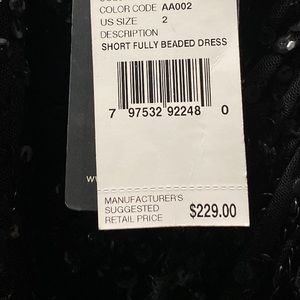 COLOR CODE AA002
US SIZE 2
DESCRIPTION
SHORT FULLY BEADED DRESS
7 97532 92248 0
MANUFACTURER'S
SUGGESTED
RETAIL PRICE $229.00